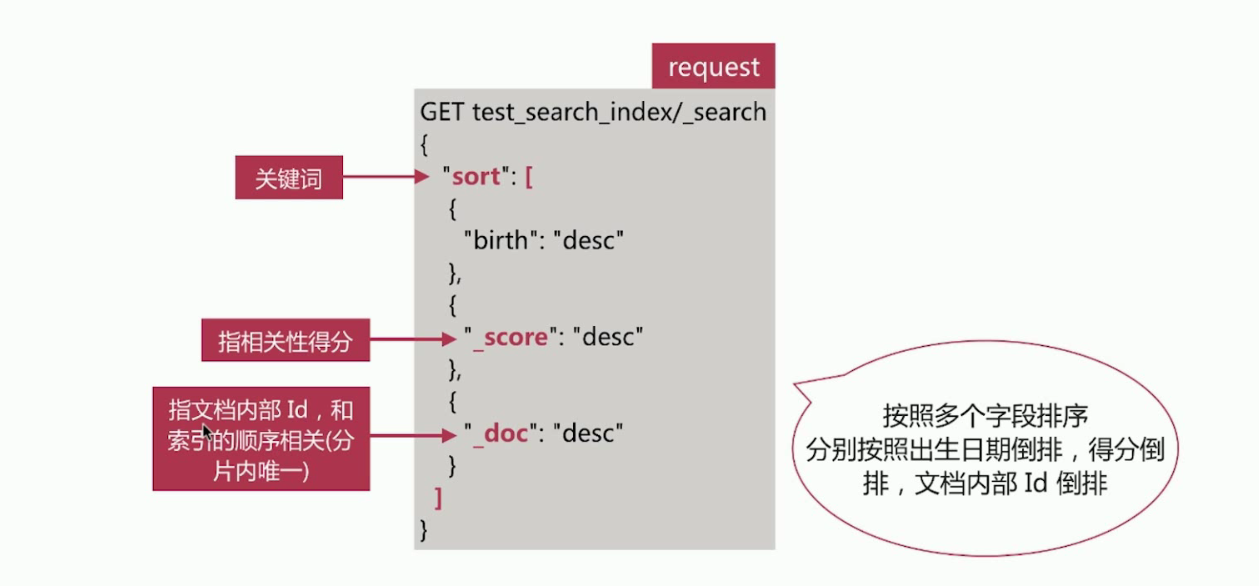 request
GET test_search_index/_search
{
关键词
"sort": [
{
"birth": "desc"
},
{
指相关性得分
"_score": "desc"
},
{
指文档内部 Id，和
索引的顺序相关(分
片内唯一)
"_doc": "desc"
}
]
}
按照多个字段排序
分别按照出生日期倒排，得分倒
排，文档内部 Id 倒排